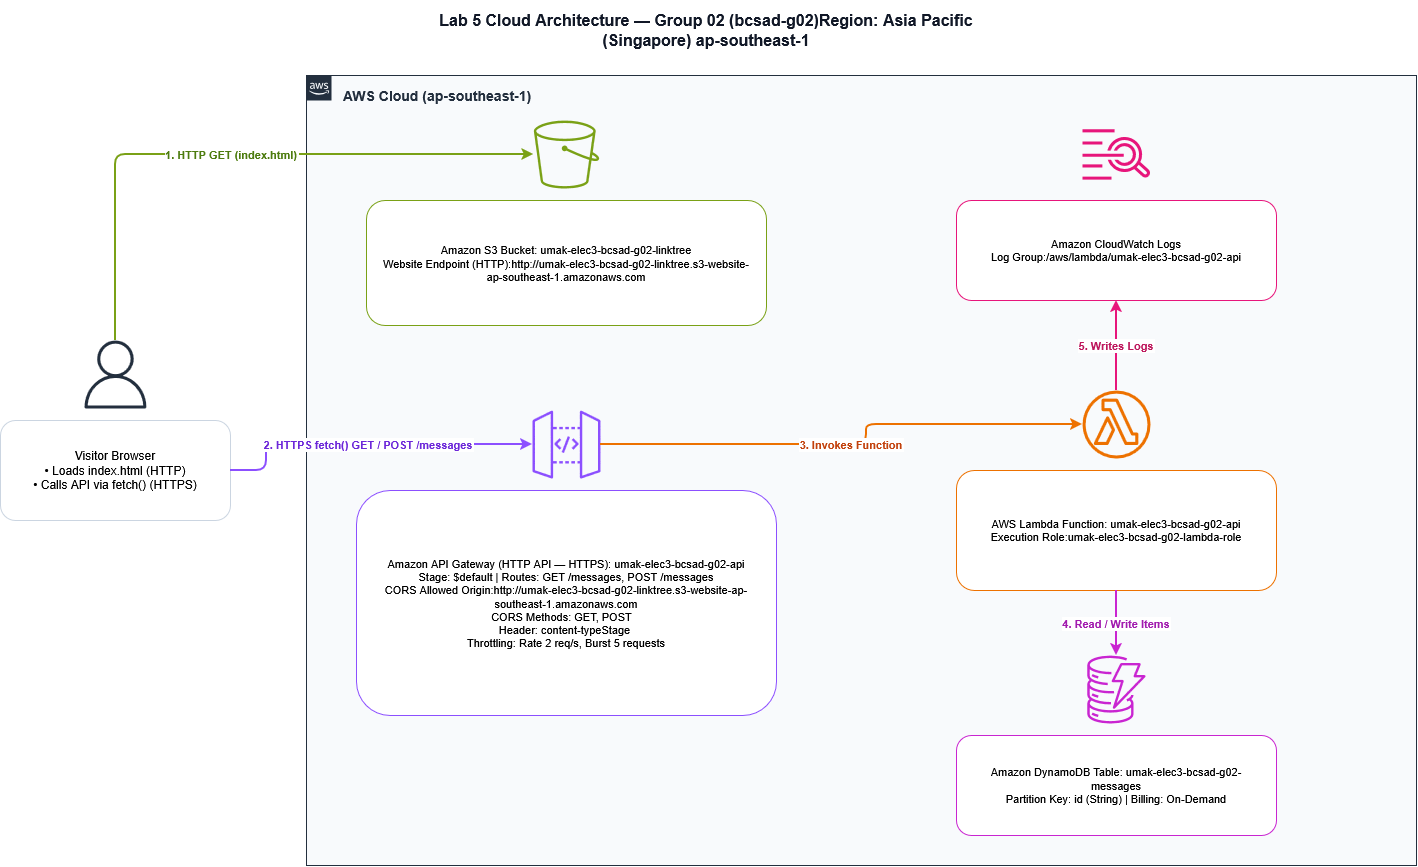 Lab 5 Cloud Architecture — Group 02 (bcsad-g02)Region: Asia Pacific
(Singapore) ap-southeast-1
aws
AWS Cloud (ap-southeast-1)
1. HTTP GET (index.html)
Amazon S3 Bucket: umak-elec3-bcsad-g02-linktree
Website Endpoint (HTTP):http://umak-elec3-bcsad-g02-linktree.s3-website-
ap-southeast-1.amazonaws.com
Amazon CloudWatch Logs
Log Group:/aws/lambda/umak-elec3-bcsad-g02-api
5. Writes Logs
Visitor Browser
• Loads index.html (HTTP)
• Calls API via fetch() (HTTPS)
2. HTTPS fetch() GET / POST /messages
3. Invokes Function
Amazon API Gateway (HTTP API — HTTPS): umak-elec3-bcsad-g02-api
Stage: $default | Routes: GET /messages, POST /messages
CORS Allowed Origin:http://umak-elec3-bcsad-g02-linktree.s3-website-ap-
southeast-1.amazonaws.com
CORS Methods: GET, POST
Header: content-typeStage
Throttling: Rate 2 req/s, Burst 5 requests
AWS Lambda Function: umak-elec3-bcsad-g02-api
Execution Role:umak-elec3-bcsad-g02-lambda-role
4. Read / Write Items
Amazon DynamoDB Table: umak-elec3-bcsad-g02-
messages
Partition Key: id (String) | Billing: On-Demand